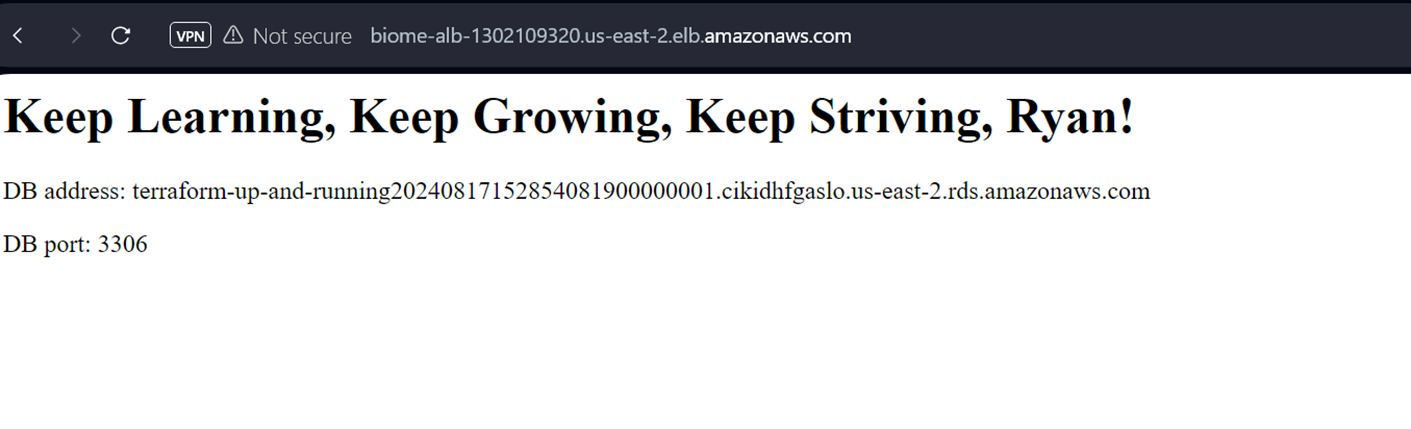 VPN Not secure biome-alb-1302109320.us-east-2.elb.amazonaws.com
Keep Learning, Keep Growing, Keep Striving, Ryan!
DB address: terraform-up-and-running20240817152854081900000001.cikidhfgaslo.us-east-2.rds.amazonaws.com
DB port: 3306